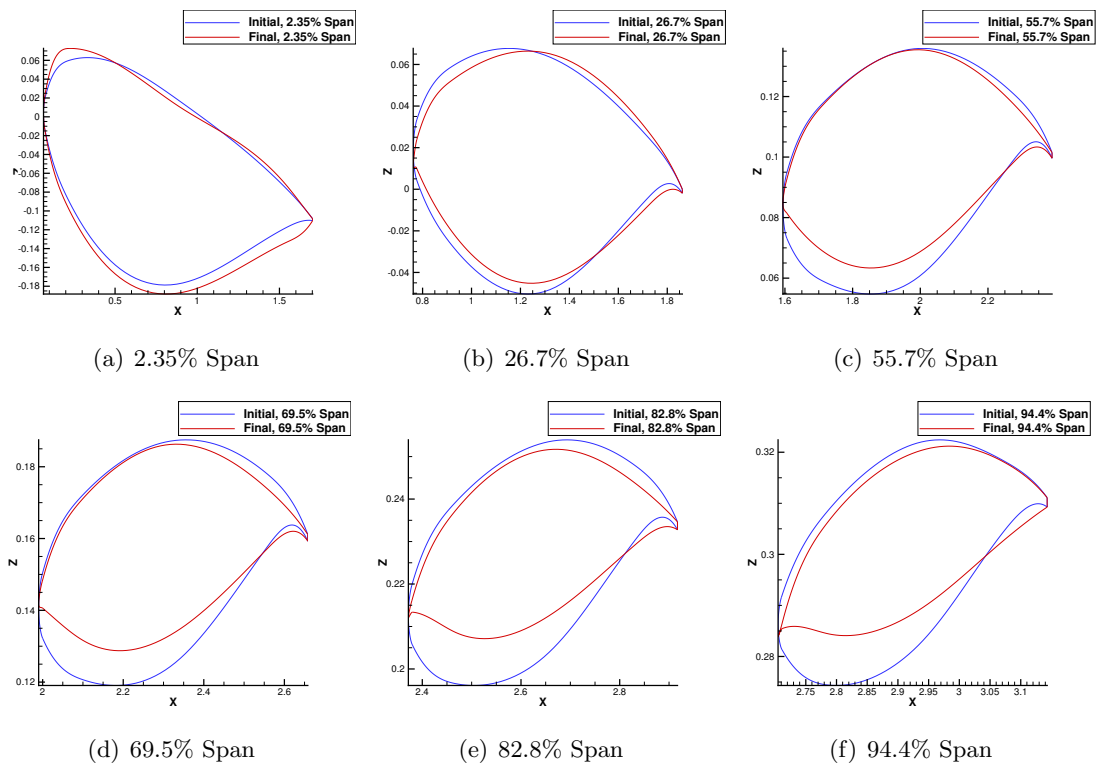 Initial, 2.35% Span
Final, 2.35% Span
0.06
0.04
0.02
0
-0.02
-0.04
-0.06
-0.08
-0.1
-0.12
-0.14
-0.16
-0.18
Z
0.5
1
1.5
X
(a) 2.35% Span
Initial, 26.7% Span
Final, 26.7% Span
0.06
0.04
0.02
0
-0.02
-0.04
Z
0.8
1
1.2
1.4
1.6
1.8
X
(b) 26.7% Span
Initial, 55.7% Span
Final, 55.7% Span
0.12
0.1
0.08
0.06
Z
1.6
1.8
2
2.2
X
(c) 55.7% Span
Initial, 69.5% Span
Final, 69.5% Span
0.18
0.16
0.14
0.12
Z
2
2.2
2.4
2.6
X
(d) 69.5% Span
Initial, 82.8% Span
Final, 82.8% Span
0.24
0.22
0.2
Z
2.4
2.6
2.8
X
(e) 82.8% Span
Initial, 94.4% Span
Final, 94.4% Span
0.32
0.3
0.28
Z
2.75
2.8
2.85
2.9
2.95
3
3.05
3.1
X
(f) 94.4% Span